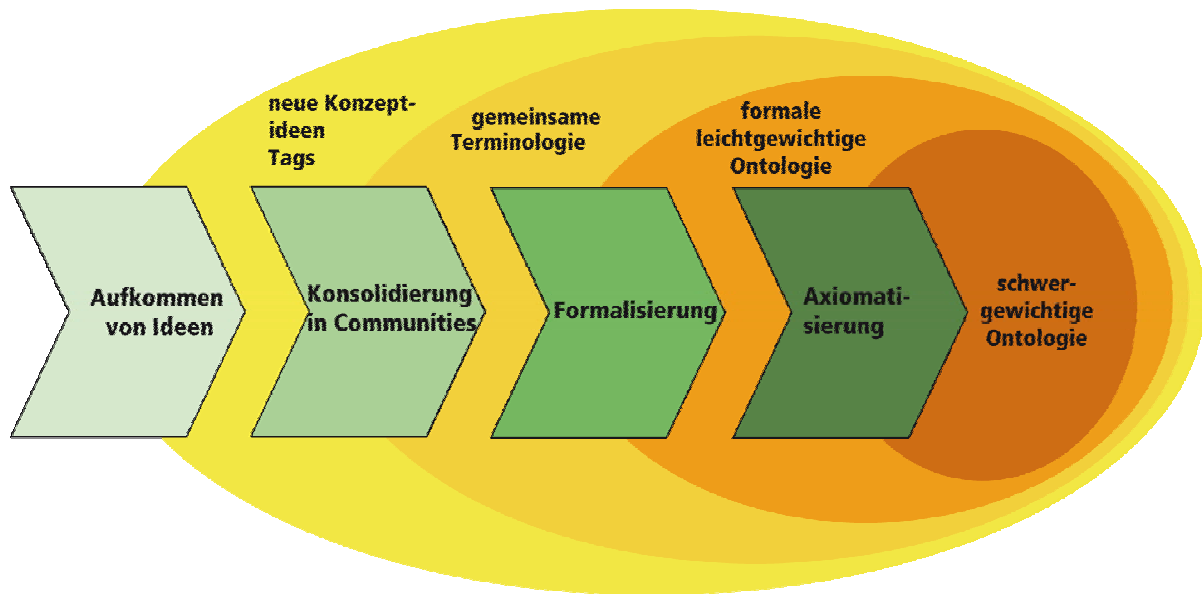 neue Konzept-
ideen
Tags
gemeinsame
Terminologie
formale
leichtgewichtige
Ontologie
Aufkommen
von Ideen
Konsolidierung
in Communities
Formalisierung
Axiomati-
sierung
schwer-
gewichtige
Ontologie